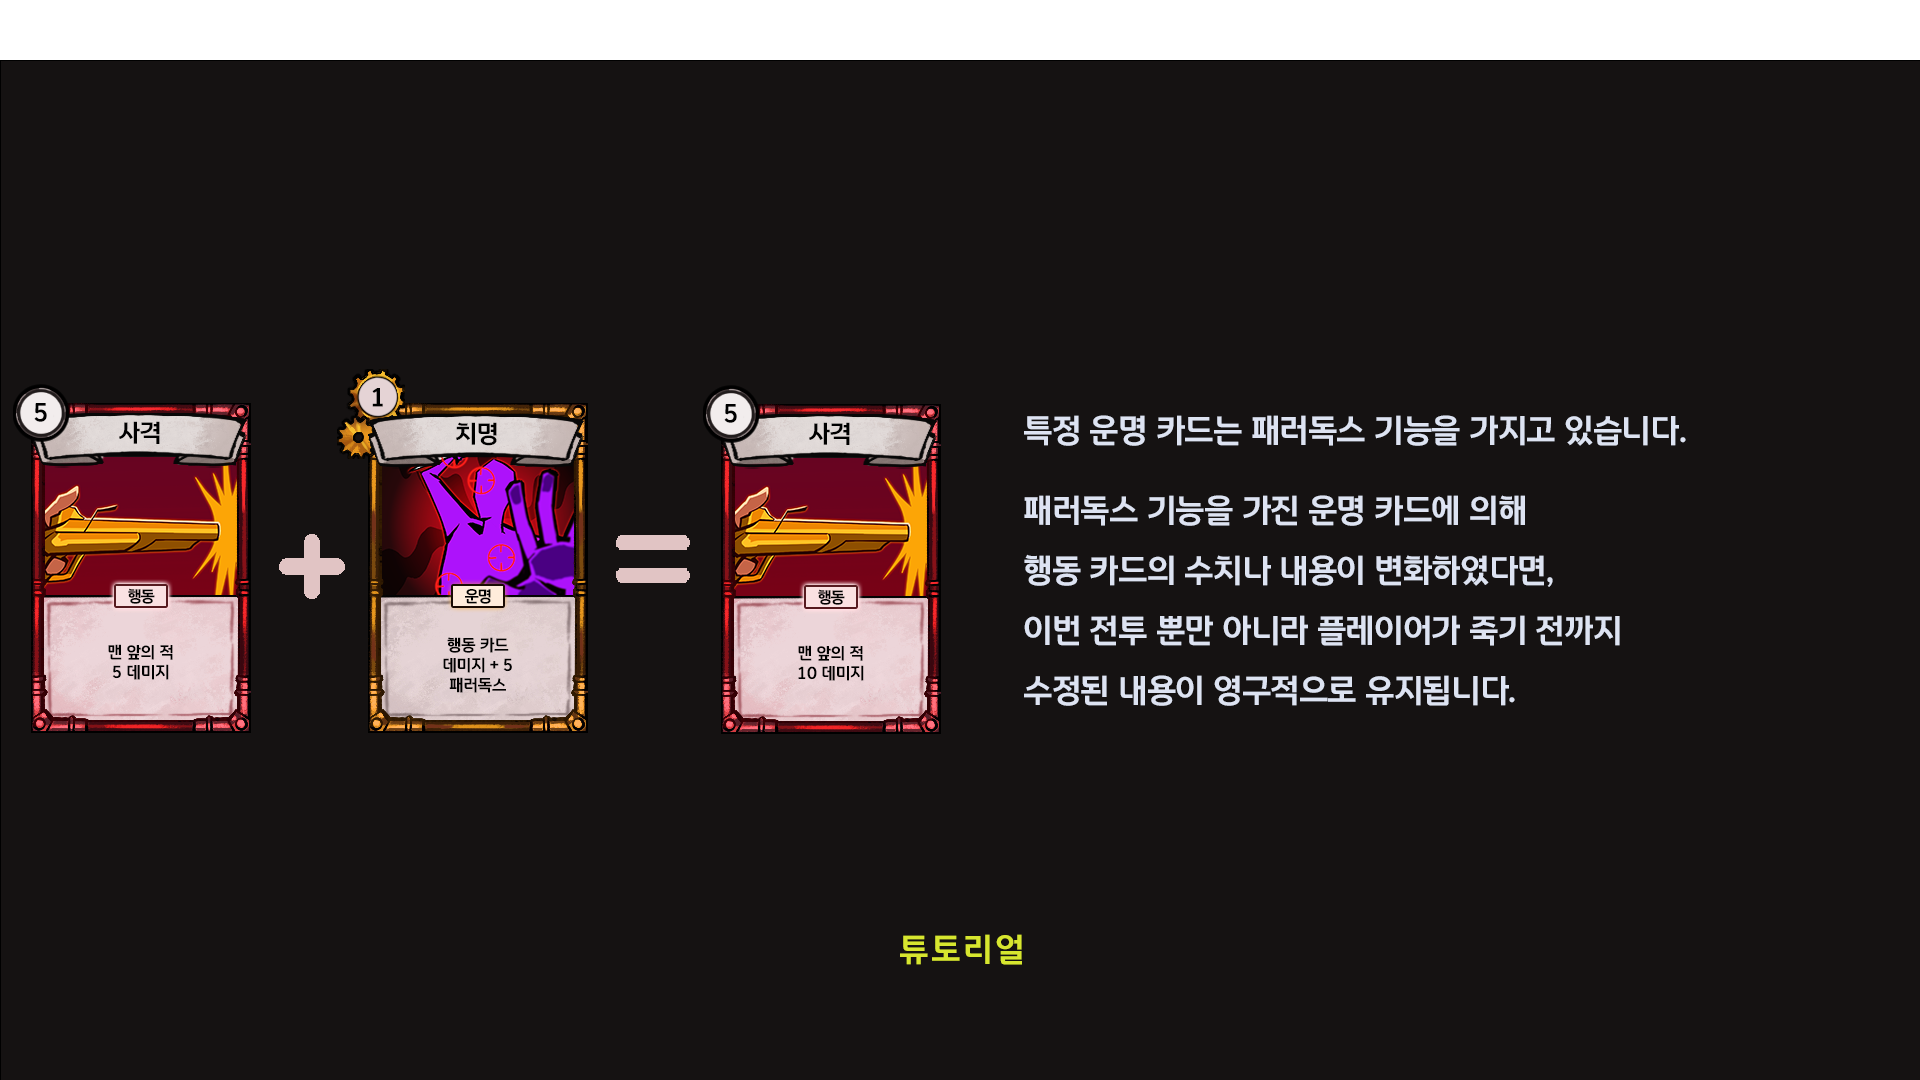 5
사격
행동
맨 앞의 적
5 데미지
1
치명
운명
행동 카드
데미지 + 5
패러독스
5
사격
행동
맨 앞의 적
10 데미지
특정 운명 카드는 패러독스 기능을 가지고 있습니다.
패러독스 기능을 가진 운명 카드에 의해
행동 카드의 수치나 내용이 변화하였다면,
이번 전투 뿐만 아니라 플레이어가 죽기 전까지
수정된 내용이 영구적으로 유지됩니다.
튜토리얼